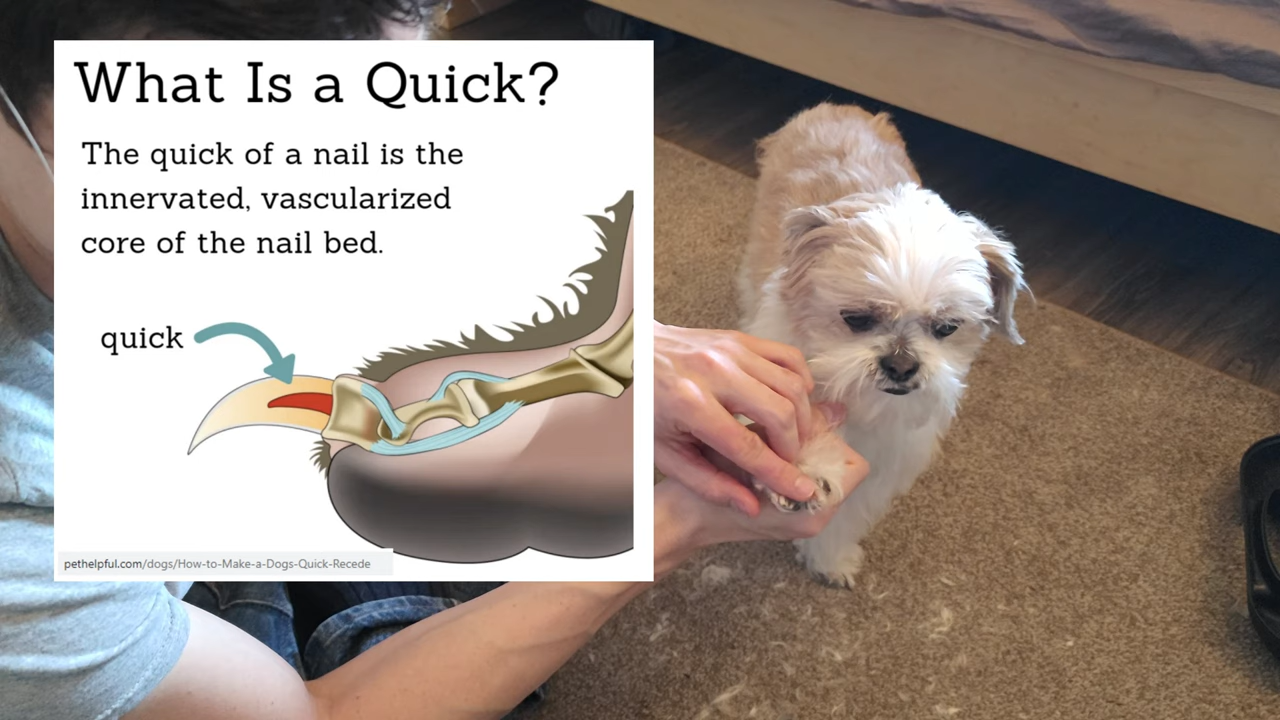 What Is a Quick?
The quick of a nail is the
innervated, vascularized
core of the nail bed.
quick
pethelpful.com/dogs/How-to-Make-a-Dogs-Quick-Recede